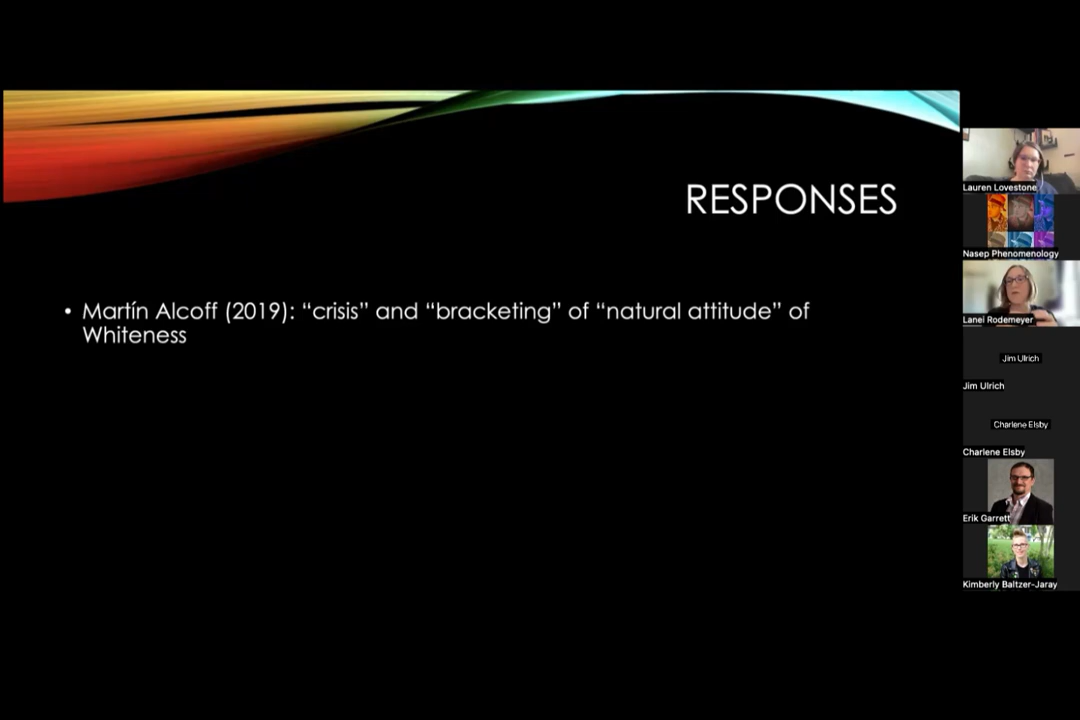 RESPONSES
• Martín Alcoff (2019): “crisis” and “bracketing” of “natural attitude” of
Whiteness
Lauren Lovestone
Nasep Phenomenology
Lanei Rodemeyer
Jim Ulrich
Jim Ulrich
Charlene Elsby
Charlene Elsby
Erik Garrett
Kimberly Baltzer-Jaray